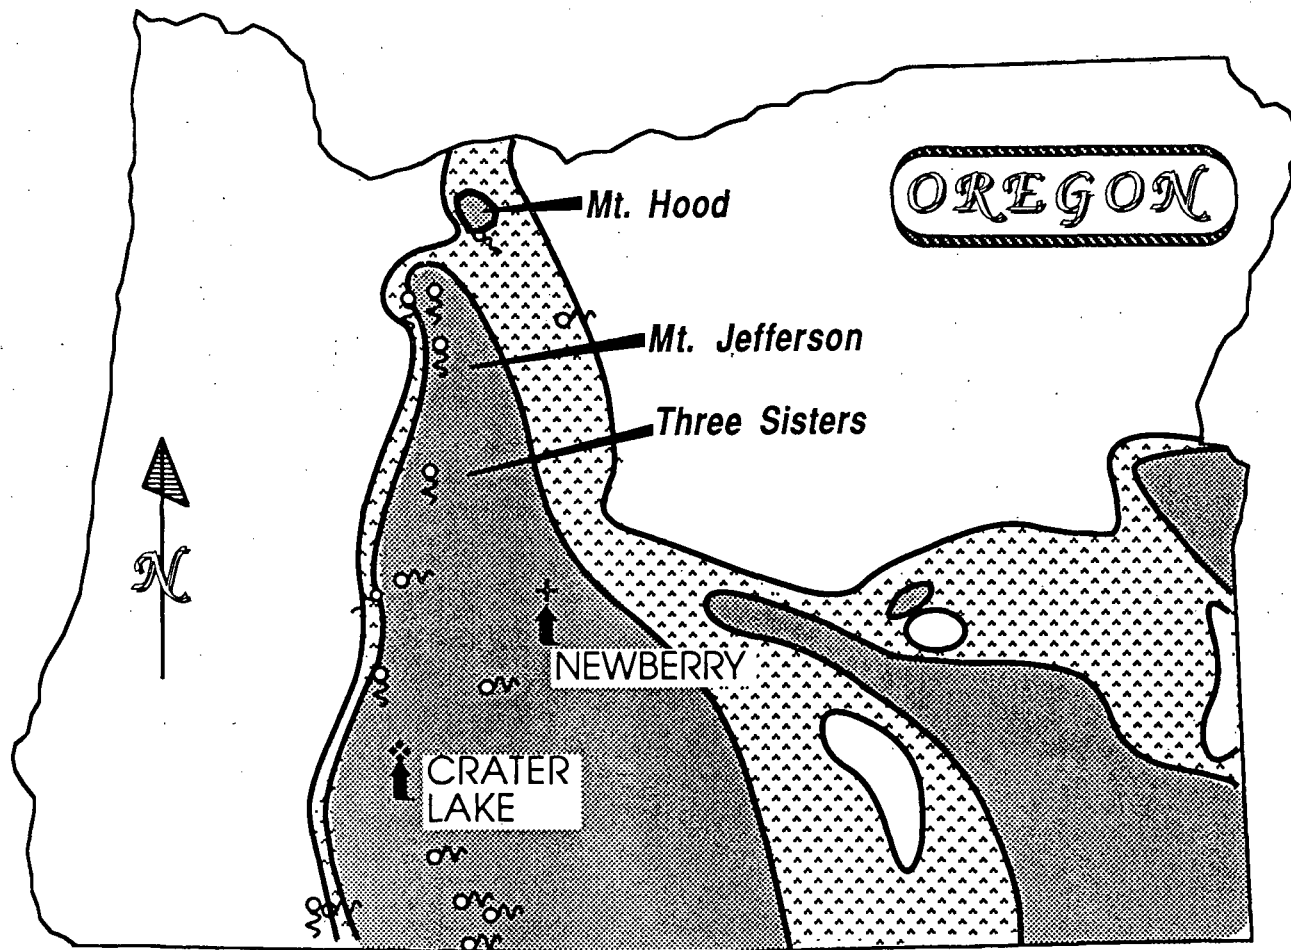 OREGON
Mt. Hood
Mt. Jefferson
Three Sisters
N
NEWBERRY
CRATER
LAKE